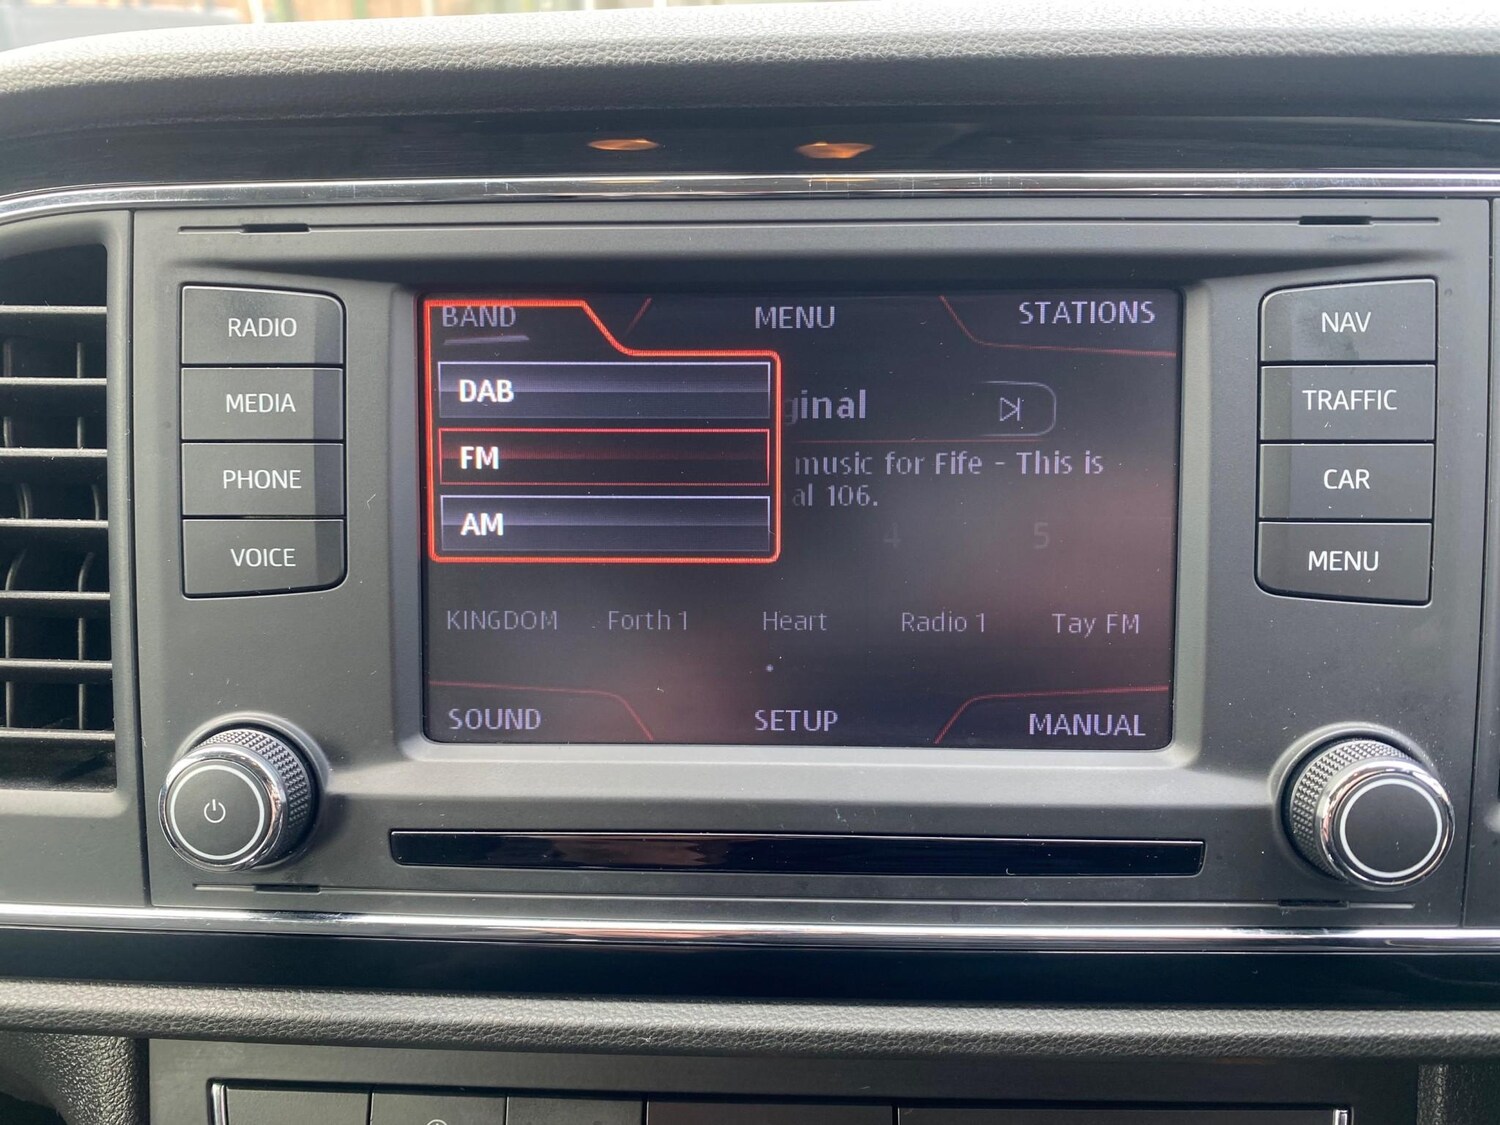 RADIO
MEDIA
PHONE
VOICE
BAND
MENU
STATIONS
DAB
FM
AM
ginal
music for Fife - This is
al 106.
4
5
KINGDOM
Forth 1
Heart
Radio 1
Tay FM
SOUND
SETUP
MANUAL
NAV
TRAFFIC
CAR
MENU